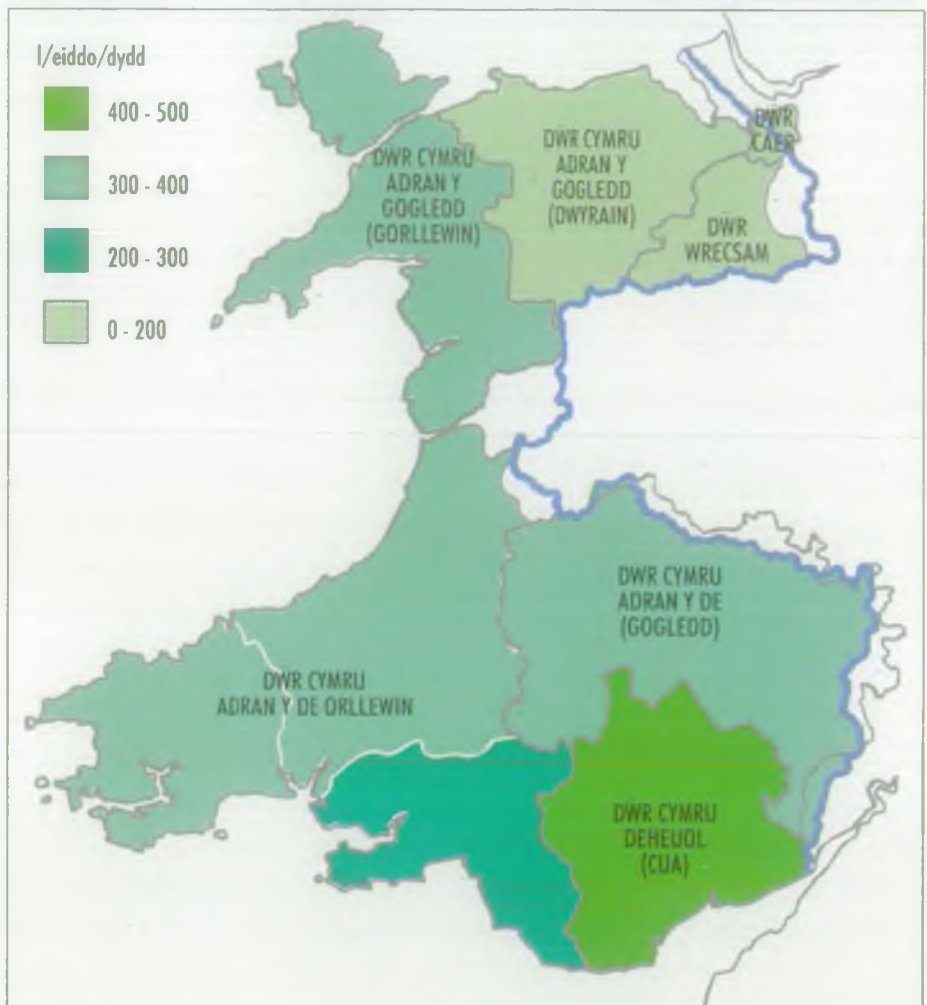 l/eiddo/dydd
400 - 500
300 - 400
200 - 300
0 - 200
DWR CYMRU
ADRAN Y
GOGLEDD
(GORLLEWIN)
DWR CYMRU
ADRAN Y
GOGLEDD
(DWYRAIN)
DWR
CAER
DWR
WRECSAM
DWR CYMRU
ADRAN Y DE
(GOGLEDD)
DWR CYMRU
ADRAN Y DE ORLLEWIN
DWR CYMRU
DEHEUOL
(CUA)